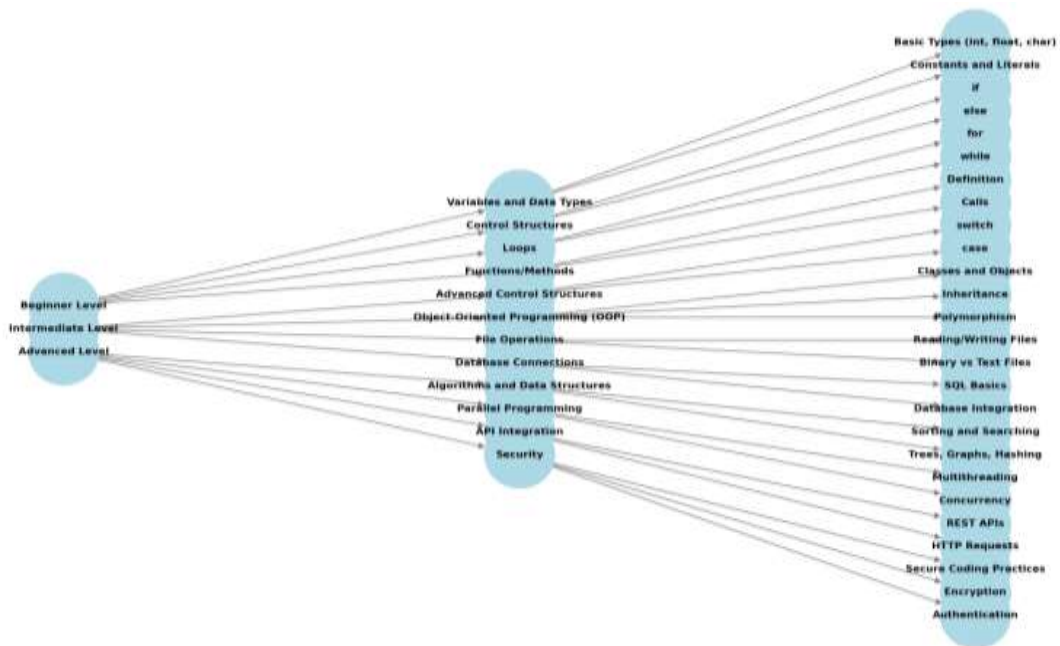 Beginner Level
Intermediate Level
Advanced Level
Variables and Data Types
Control Structures
Loops
Functions/Methods
Advanced Control Structures
Object-Oriented Programming (OOP)
File Operations
Database Connections
Algorithms and Data Structures
Parallel Programming
API Integration
Security
Basic Types (int, float, char)
Constants and Literals
if
else
for
while
Definition
Calls
switch
case
Classes and Objects
Inheritance
Polymorphism
Reading/Writing Files
Binary vs Text Files
SQL Basics
Database Integration
Sorting and Searching
Trees, Graphs, Hashing
Multithreading
Concurrency
REST APIs
HTTP Requests
Secure Coding Practices
Encryption
Authentication